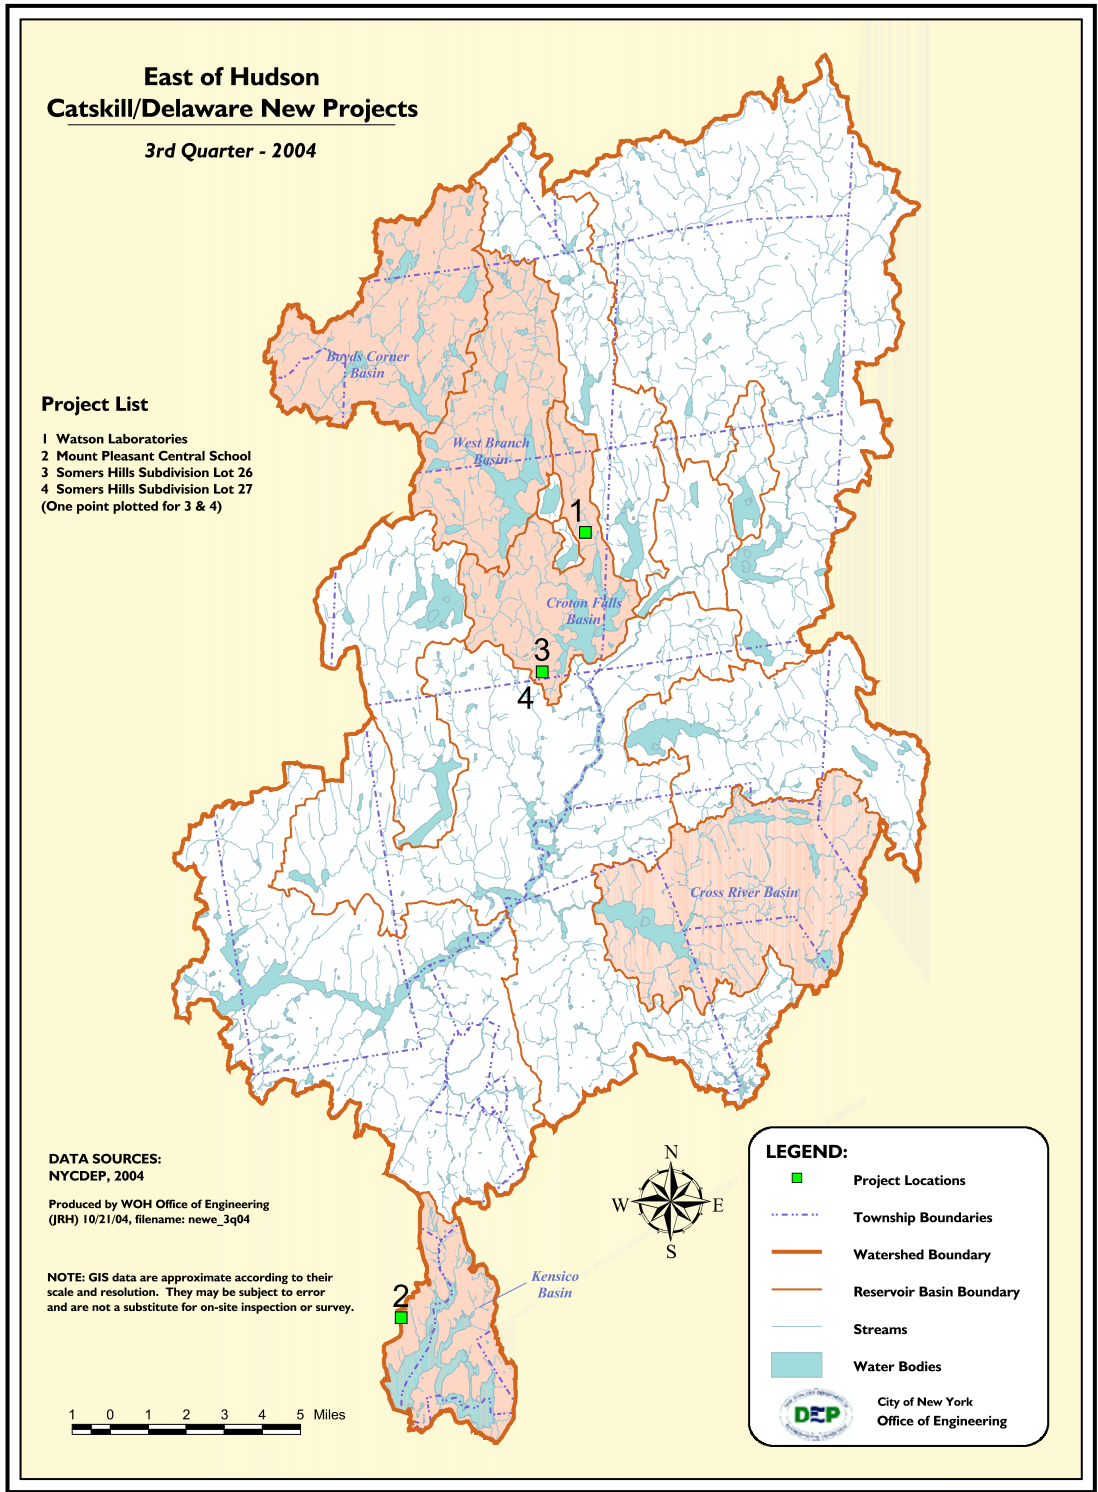 East of Hudson
Catskill/Delaware New Projects
3rd Quarter - 2004
Boyds Corner
Basin
Project List
1 Watson Laboratories
2 Mount Pleasant Central School
3 Somers Hills Subdivision Lot 26
4 Somers Hills Subdivision Lot 27
(One point plotted for 3 & 4)
West Branch
Basin
1
Croton Falls
Basin
3
4
Cross River Basin
DATA SOURCES:
NYCDEP, 2004
Produced by WOH Office of Engineering
(JRH) 10/21/04, filename: newe_3q04
NOTE: GIS data are approximate according to their
scale and resolution. They may be subject to error
and are not a substitute for on-site inspection or survey.
N
W E
S
Kensico
Basin
2
1 0 1 2 3 4 5 Miles
LEGEND:
Project Locations
Township Boundaries
Watershed Boundary
Reservoir Basin Boundary
Streams
Water Bodies
DEP
City of New York
Office of Engineering